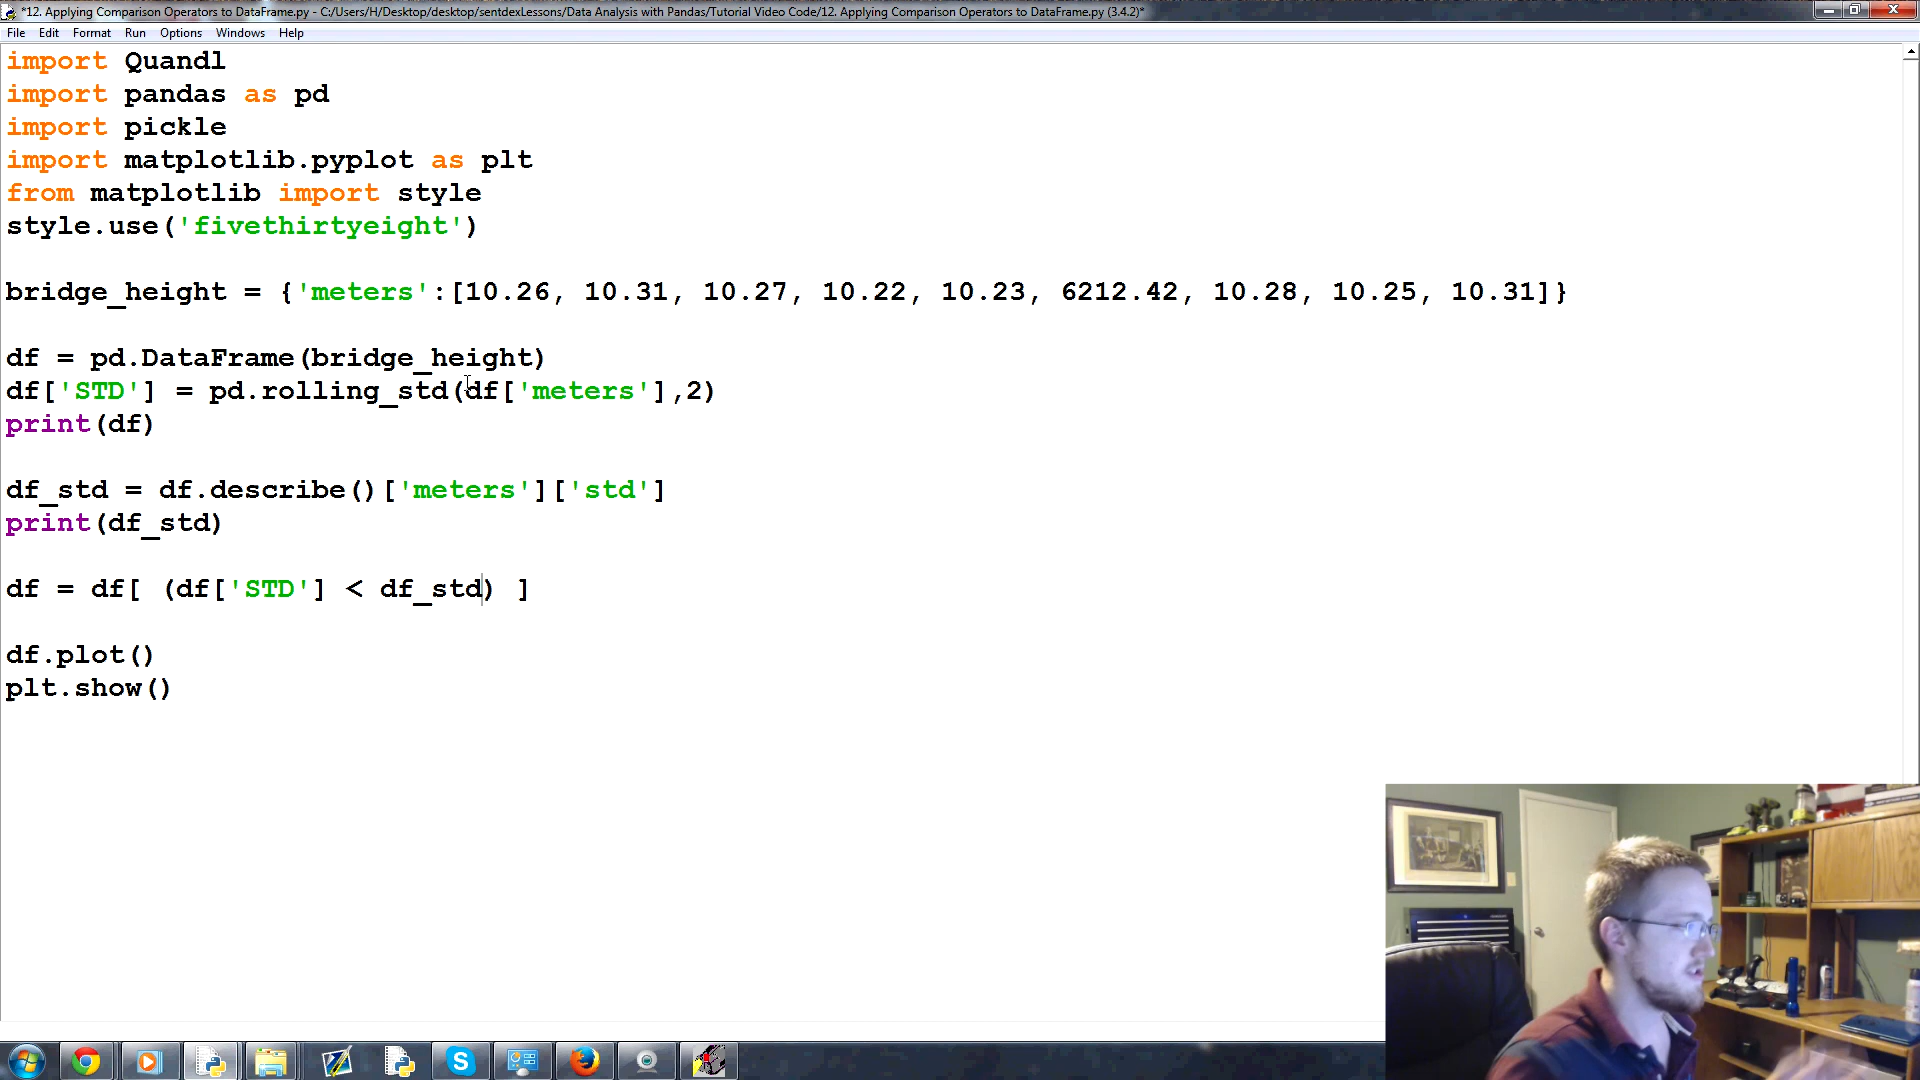 *12. Applying Comparison Operators to DataFrame.py - C:/Users/H/Desktop/desktop/sentdexLessons/Data Analysis with Pandas/Tutorial Video Code/12. Applying Comparison Operators to DataFrame.py (3.4.2)*
File Edit Format Run Options Windows Help
import Quandl
import pandas as pd
import pickle
import matplotlib.pyplot as plt
from matplotlib import style
style.use('fivethirtyeight')
bridge_height = {'meters':[10.26, 10.31, 10.27, 10.22, 10.23, 6212.42, 10.28, 10.25, 10.31]}
df = pd.DataFrame(bridge_height)
df['STD'] = pd.rolling_std(df['meters'],2)
print(df)
df_std = df.describe()['meters']['std']
print(df_std)
df = df[ (df['STD'] < df_std) ]
df.plot()
plt.show()